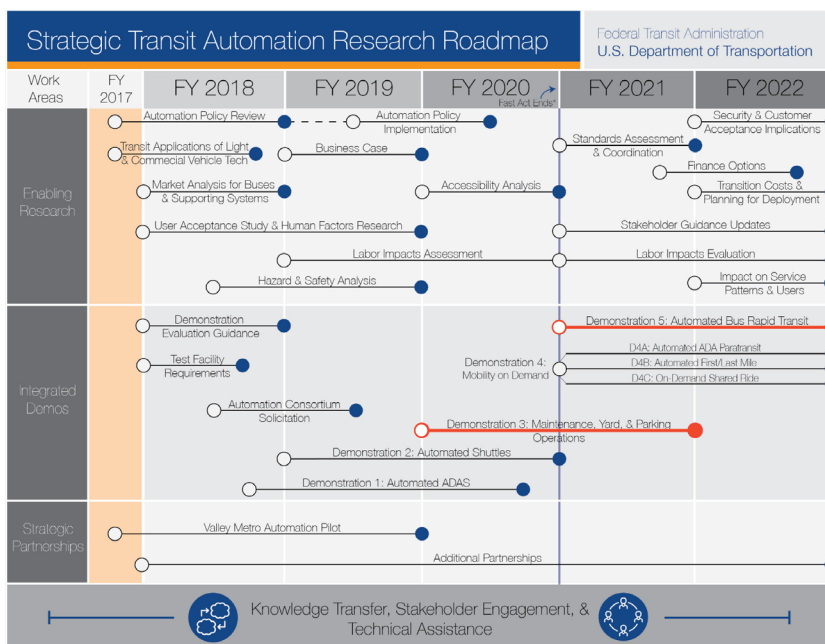 Strategic Transit Automation Research Roadmap
Federal Transit Administration
U.S. Department of Transportation
Work
Areas
FY
2017
FY 2018
FY 2019
FY 2020
Fast Act Ends*
FY 2021
FY 2022
Enabling
Research
Automation Policy Review
Automation Policy
Implementation
Security & Customer
Acceptance Implications
Transit Applications of Light
& Commecial Vehicle Tech
Business Case
Standards Assessment
& Coordination
Finance Options
Market Analysis for Buses
& Supporting Systems
Accessibility Analysis
Transition Costs &
Planning for Deployment
User Acceptance Study & Human Factors Research
Stakeholder Guidance Updates
Labor Impacts Assessment
Labor Impacts Evaluation
Hazard & Safety Analysis
Impact on Service
Patterns & Users
Integrated
Demos
Demonstration
Evaluation Guidance
Demonstration 5: Automated Bus Rapid Transit
Test Facility
Requirements
Demonstration 4:
Mobility on Demand
D4A: Automated ADA Paratransit
D4B: Automated First/Last Mile
D4C: On-Demand Shared Ride
Automation Consortium
Solicitation
Demonstration 3: Maintenance, Yard, & Parking
Operations
Demonstration 2: Automated Shuttles
Demonstration 1: Automated ADAS
Strategic
Partnerships
Valley Metro Automation Pilot
Additional Partnerships
Knowledge Transfer, Stakeholder Engagement, &
Technical Assistance